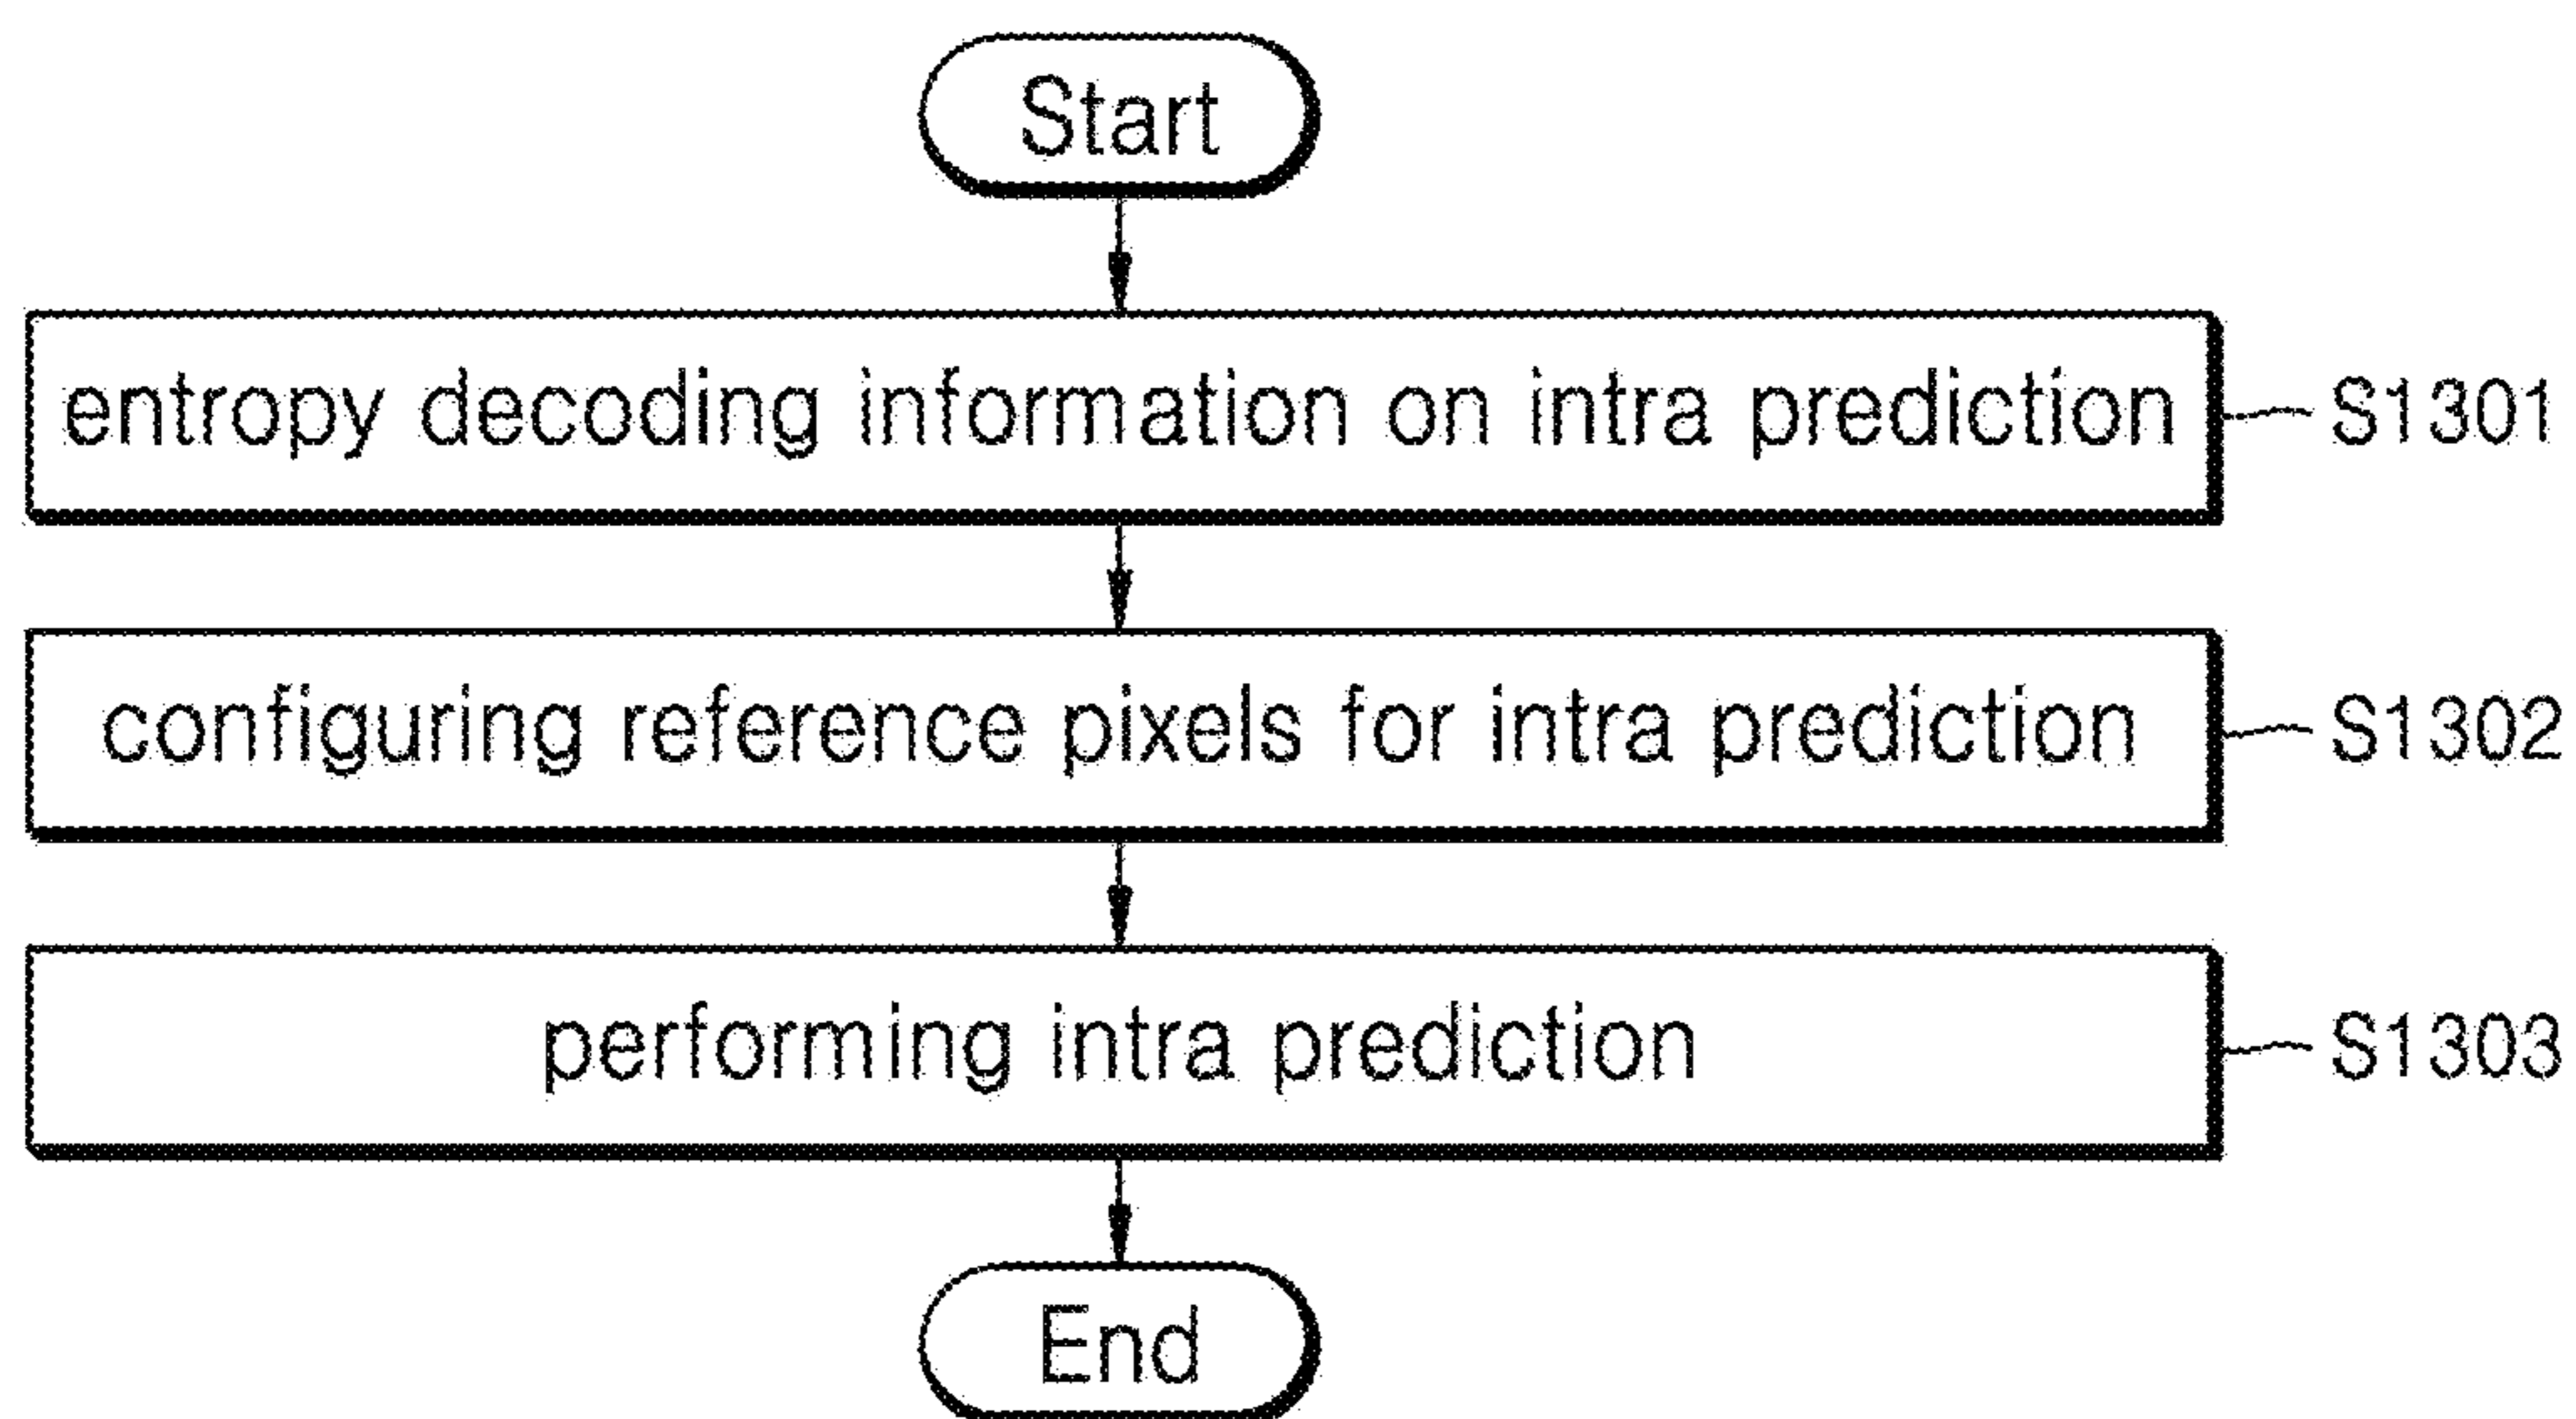 Start
entropy decoding information on intra prediction S1301
configuring reference pixels for intra prediction S1302
performing intra prediction S1303
End